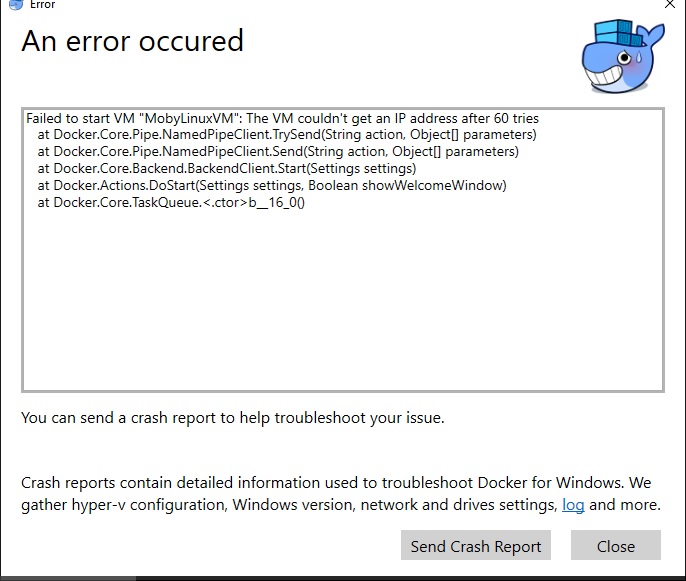 Error
An error occured
Failed to start VM "MobyLinuxVM": The VM couldn't get an IP address after 60 tries
at Docker.Core.Pipe.NamedPipeClient.TrySend(String action, Object[] parameters)
at Docker.Core.Pipe.NamedPipeClient.Send(String action, Object[] parameters)
at Docker.Core.Backend.BackendClient.Start(Settings settings)
at Docker.Actions.DoStart(Settings settings, Boolean showWelcomeWindow)
at Docker.Core.TaskQueue.<.ctor>b__16_0()
You can send a crash report to help troubleshoot your issue.
Crash reports contain detailed information used to troubleshoot Docker for Windows. We
gather hyper-v configuration, Windows version, network and drives settings, log and more.
Send Crash Report
Close